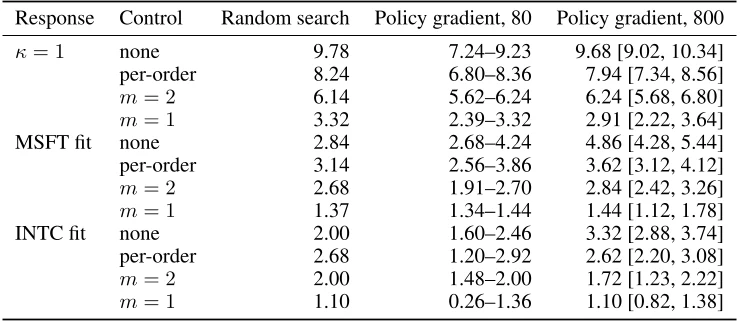 Response Control Random search Policy gradient, 80 Policy gradient, 800
κ = 1 none 9.78 7.24–9.23 9.68 [9.02, 10.34]
per-order 8.24 6.80–8.36 7.94 [7.34, 8.56]
m = 2 6.14 5.62–6.24 6.24 [5.68, 6.80]
m = 1 3.32 2.39–3.32 2.91 [2.22, 3.64]
MSFT fit none 2.84 2.68–4.24 4.86 [4.28, 5.44]
per-order 3.14 2.56–3.86 3.62 [3.12, 4.12]
m = 2 2.68 1.91–2.70 2.84 [2.42, 3.26]
m = 1 1.37 1.34–1.44 1.44 [1.12, 1.78]
INTC fit none 2.00 1.60–2.46 3.32 [2.88, 3.74]
per-order 2.68 1.20–2.92 2.62 [2.20, 3.08]
m = 2 2.00 1.48–2.00 1.72 [1.23, 2.22]
m = 1 1.10 0.26–1.36 1.10 [0.82, 1.38]